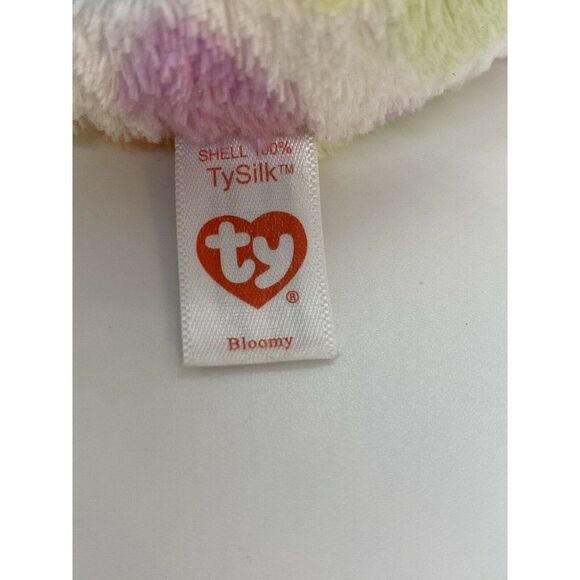 SHELL 100%
TySilk™
ty
®
Bloomy